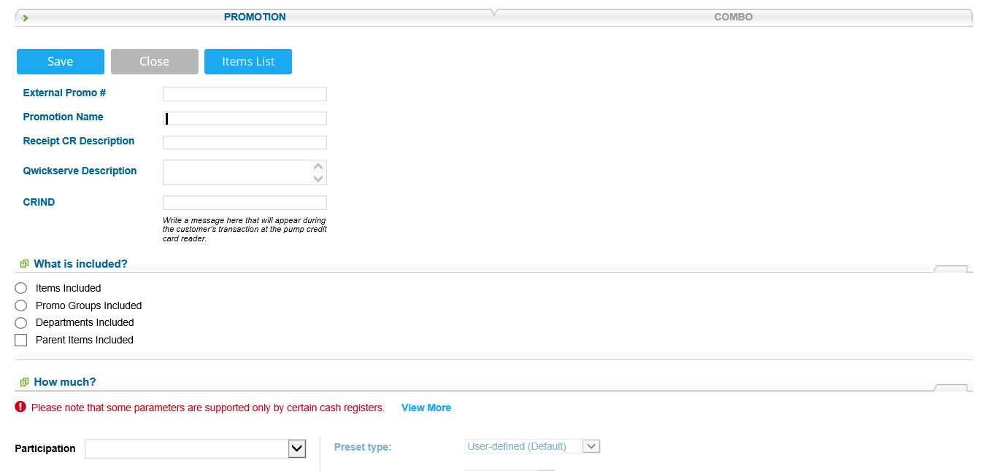 PROMOTION COMBO
Save Close Items List
External Promo #
Promotion Name
Receipt CR Description
Qwickserve Description
CRIND
Write a message here that will appear during
the customer's transaction at the pump credit
card reader.
What is included?
Items Included
Promo Groups Included
Departments Included
Parent Items Included
How much?
Please note that some parameters are supported only by certain cash registers. View More
Participation Preset type: User-defined (Default)